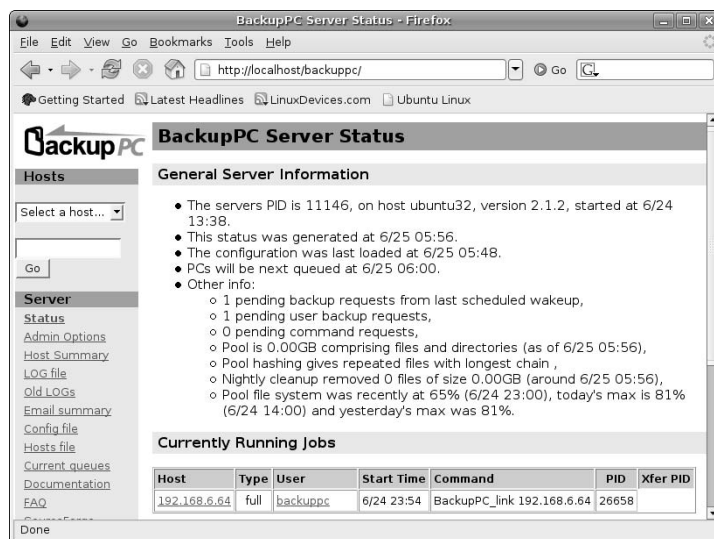 BackupPC Server Status - Firefox
File Edit View Go Bookmarks Tools Help
http://localhost/backuppc/ Go G
Getting Started Latest Headlines LinuxDevices.com Ubuntu Linux
BackupPC
Hosts
Select a host...
Go
Server
Status
Admin Options
Host Summary
LOG file
Old LOGs
Email summary
Config file
Hosts file
Current queues
Documentation
FAQ
BackupPC Server Status
General Server Information
The servers PID is 11146, on host ubuntu32, version 2.1.2, started at 6/24
13:38.
This status was generated at 6/25 05:56.
The configuration was last loaded at 6/25 05:48.
PCs will be next queued at 6/25 06:00.
Other info:
1 pending backup requests from last scheduled wakeup,
1 pending user backup requests,
0 pending command requests,
Pool is 0.00GB comprising files and directories (as of 6/25 05:56),
Pool hashing gives repeated files with longest chain ,
Nightly cleanup removed 0 files of size 0.00GB (around 6/25 05:56),
Pool file system was recently at 65% (6/24 23:00), today's max is 81%
(6/24 14:00) and yesterday's max was 81%.
Currently Running Jobs
Host Type User Start Time Command PID Xfer PID
192.168.6.64 full backuppc 6/24 23:54 BackupPC_link 192.168.6.64 26658
Done